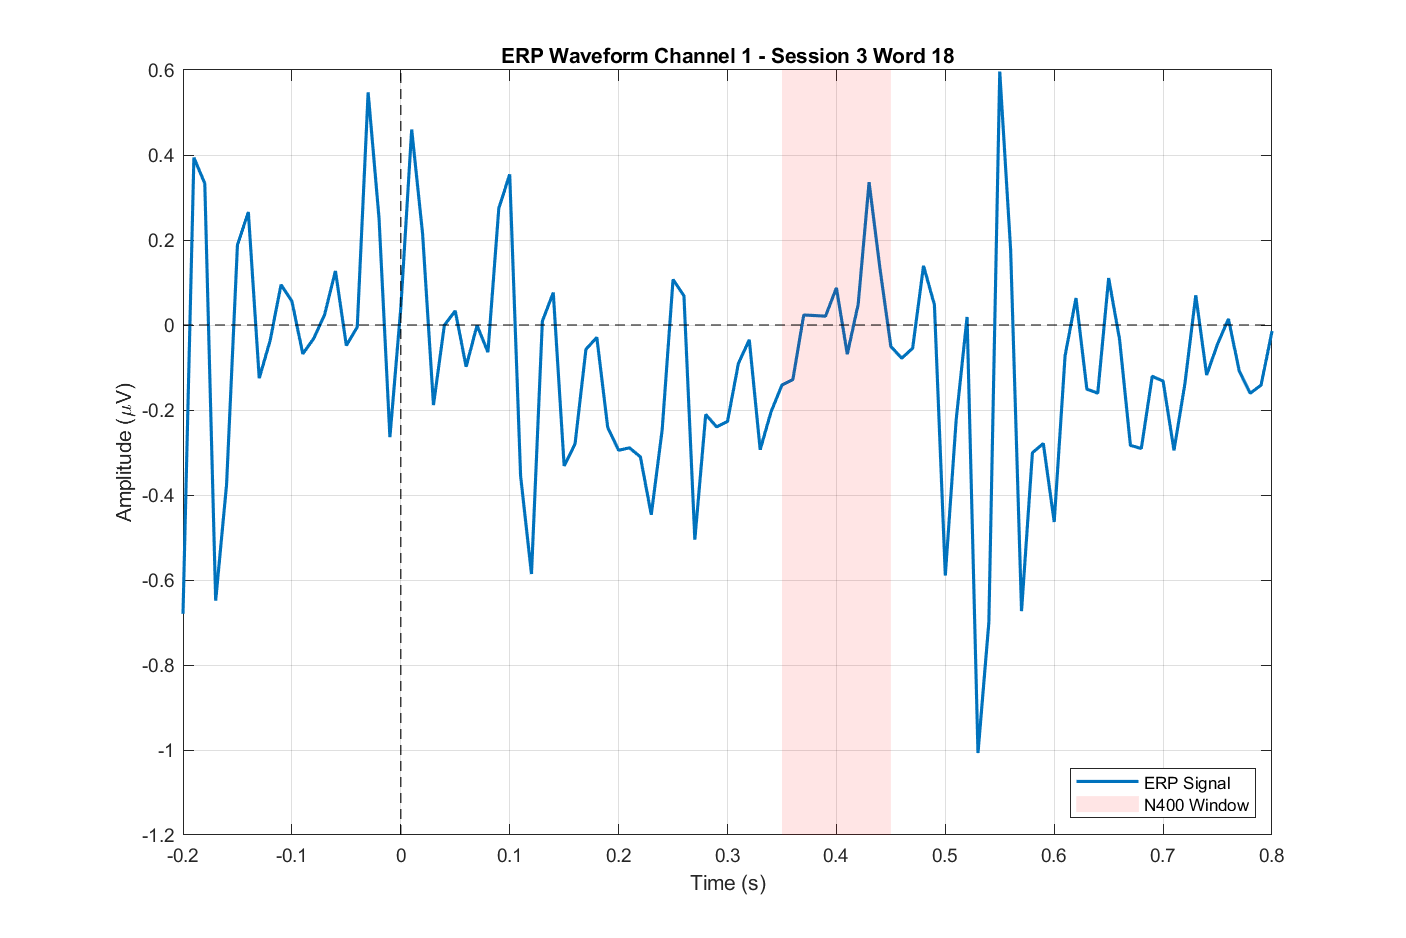 ERP Waveform Channel 1 - Session 3 Word 18
0.6
0.4
0.2
0
-0.2
-0.4
-0.6
-0.8
-1
-1.2
Amplitude (μV)
-0.2 -0.1 0 0.1 0.2 0.3 0.4 0.5 0.6 0.7 0.8
Time (s)
ERP Signal
N400 Window